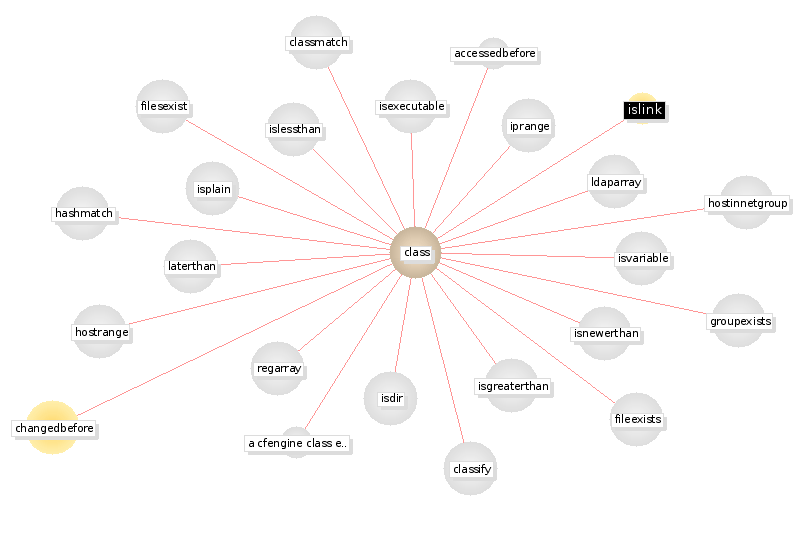 classmatch
accessedbefore
filesexist
isexecutable
islink
islessthan
iprange
isplain
ldaparray
hashmatch
hostinnetgroup
class
laterthan
isvariable
hostrange
groupexists
isnewerthan
regarray
isgreaterthan
isdir
fileexists
changedbefore
a cfengine class e..
classify